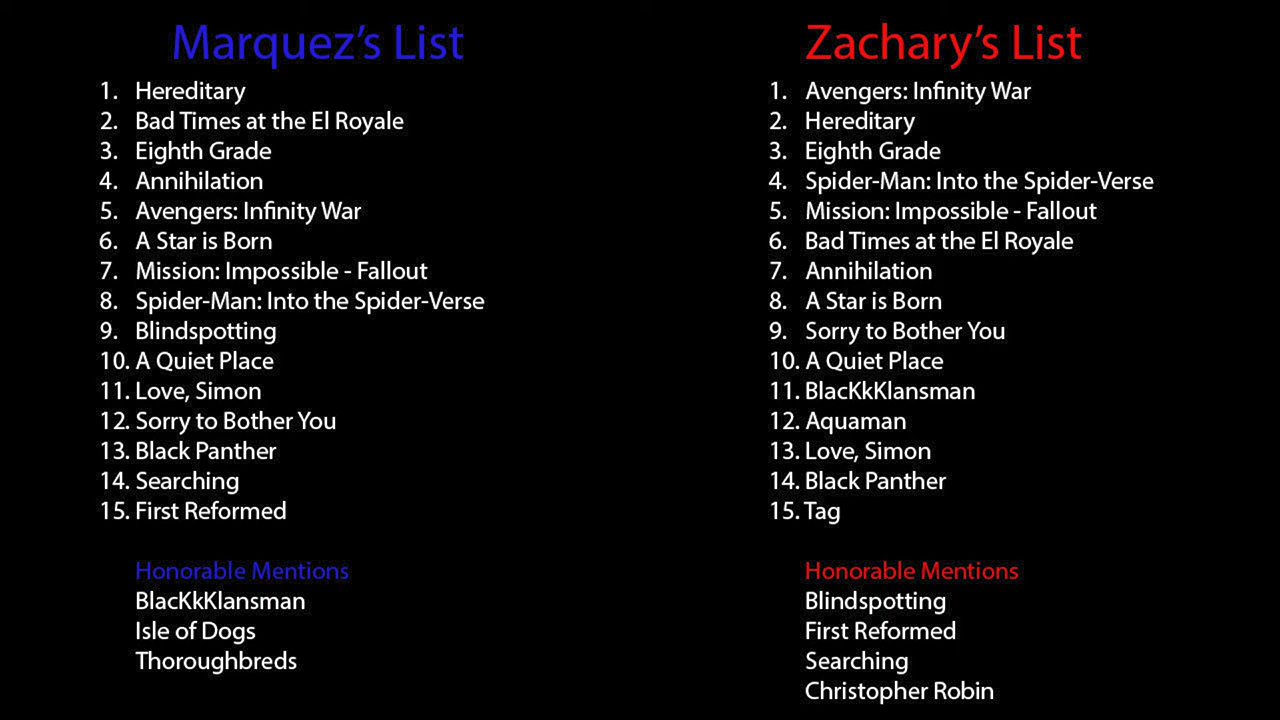 Marquez's List
1. Hereditary
2. Bad Times at the El Royale
3. Eighth Grade
4. Annihilation
5. Avengers: Infinity War
6. A Star is Born
7. Mission: Impossible - Fallout
8. Spider-Man: Into the Spider-Verse
9. Blindspotting
10. A Quiet Place
11. Love, Simon
12. Sorry to Bother You
13. Black Panther
14. Searching
15. First Reformed
Honorable Mentions
BlacKkKlansman
Isle of Dogs
Thoroughbreds
Zachary's List
1. Avengers: Infinity War
2. Hereditary
3. Eighth Grade
4. Spider-Man: Into the Spider-Verse
5. Mission: Impossible - Fallout
6. Bad Times at the El Royale
7. Annihilation
8. A Star is Born
9. Sorry to Bother You
10. A Quiet Place
11. BlacKkKlansman
12. Aquaman
13. Love, Simon
14. Black Panther
15. Tag
Honorable Mentions
Blindspotting
First Reformed
Searching
Christopher Robin